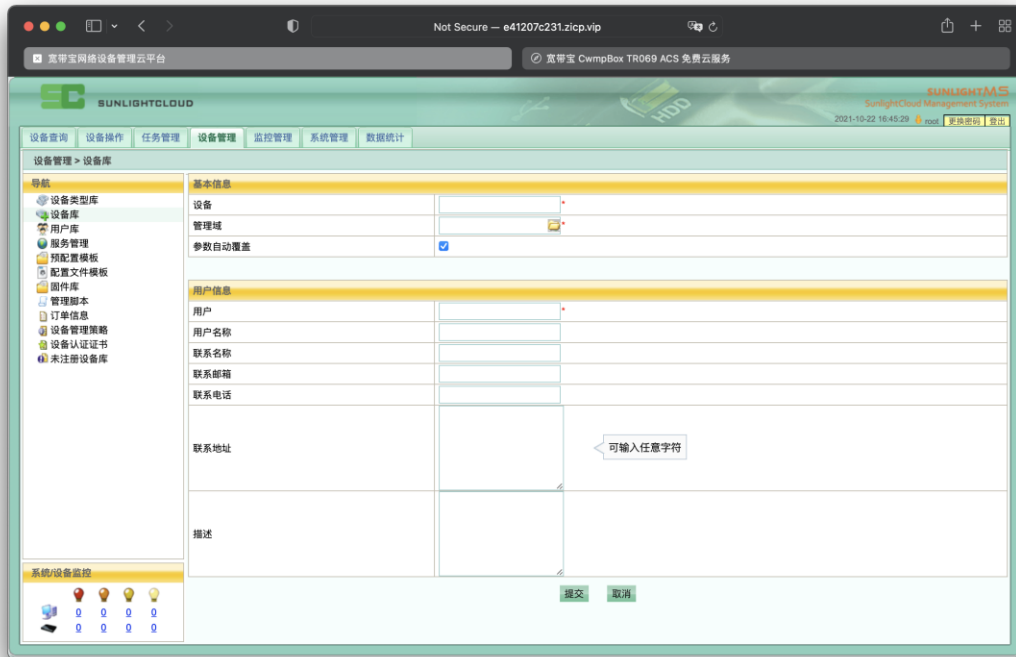 Not Secure — e41207c231.zicp.vip
宽带宝网络设备管理云平台
宽带宝 CwmpBox TR069 ACS 免费云服务
SC
SUNLIGHTCLOUD
HDD
SUNLIGHTMS
SunlightCloud Management System
2021-10-22 16:45:29 root 更换密码 登出
设备查询 设备操作 任务管理 设备管理 监控管理 系统管理 数据统计
设备管理 > 设备库
导航
设备类型库
设备库
用户库
服务管理
预配置模板
配置文件模板
固件库
管理脚本
订单信息
设备管理策略
设备认证证书
未注册设备库
系统/设备监控
0 0 0 0
0 0 0 0
基本信息
设备 *
管理域 *
参数自动覆盖
用户信息
用户 *
用户名称
联系名称
联系邮箱
联系电话
联系地址
可输入任意字符
描述
提交 取消